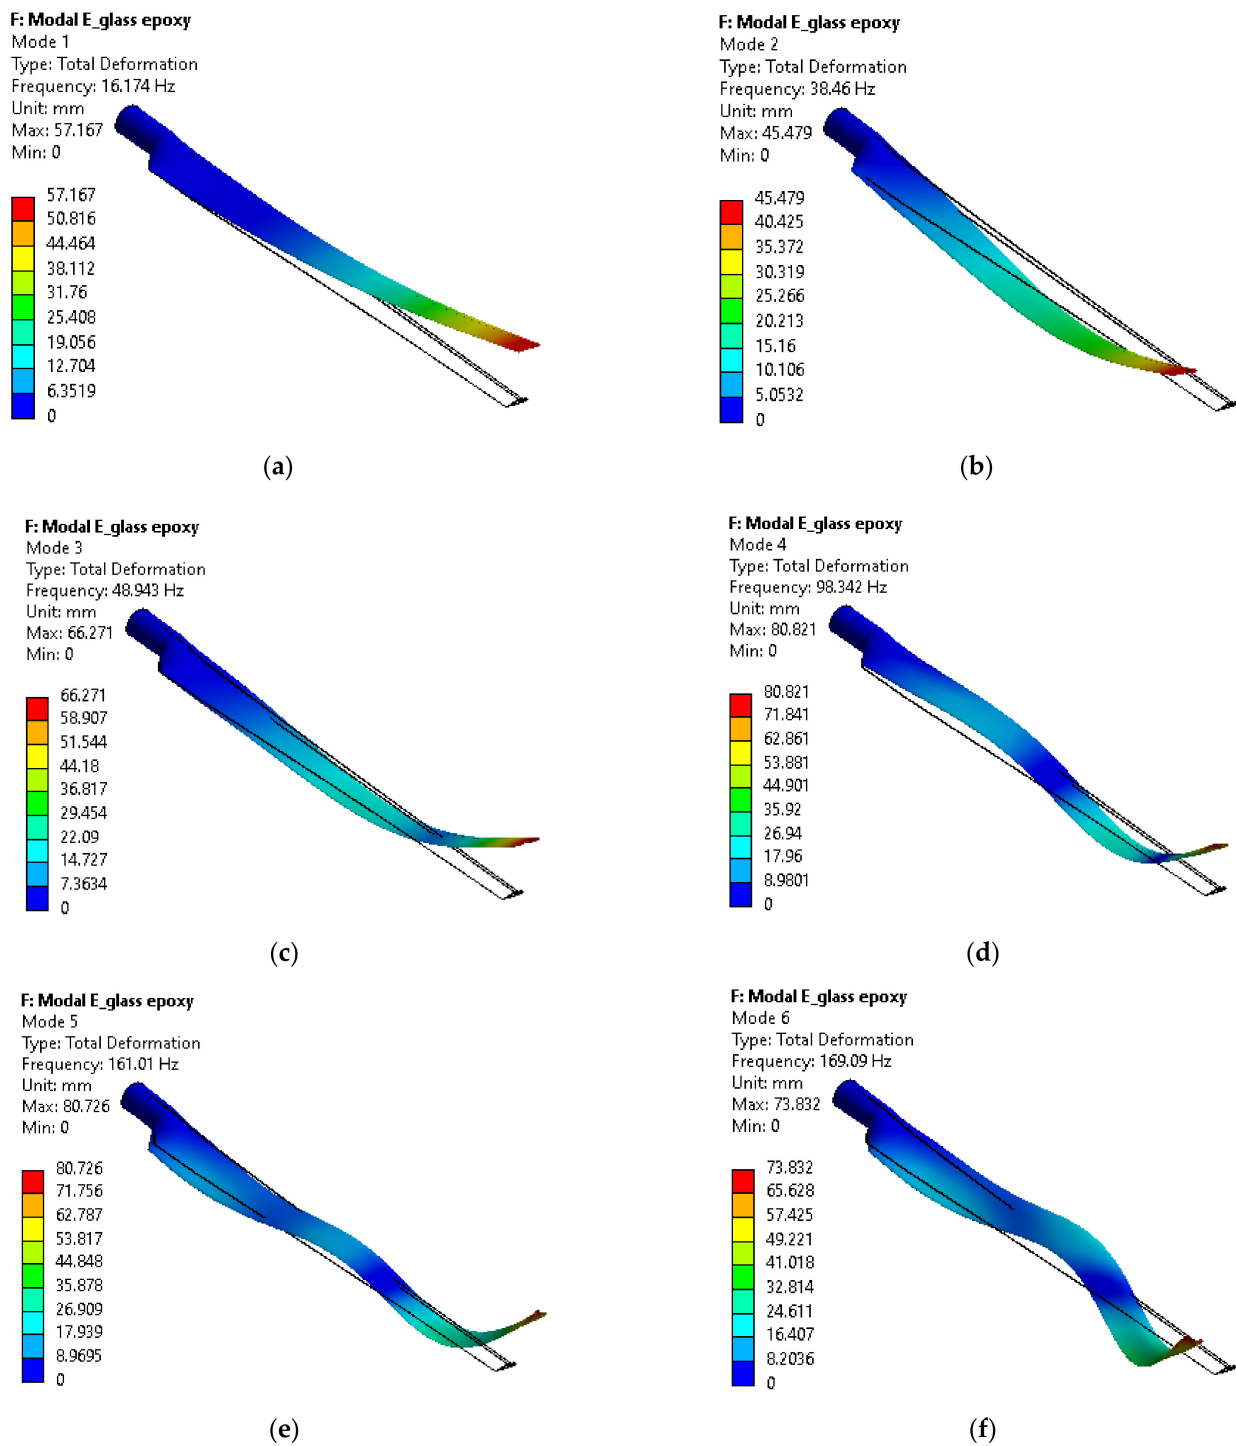 F: Modal E_glass epoxy
Mode 1
Type: Total Deformation
Frequency: 16.174 Hz
Unit: mm
Max: 57.167
Min: 0
57.167
50.816
44.464
38.112
31.76
25.408
19.056
12.704
6.3519
0
(a)
F: Modal E_glass epoxy
Mode 2
Type: Total Deformation
Frequency: 38.46 Hz
Unit: mm
Max: 45.479
Min: 0
45.479
40.425
35.372
30.319
25.266
20.213
15.16
10.106
5.0532
0
(b)
F: Modal E_glass epoxy
Mode 3
Type: Total Deformation
Frequency: 48.943 Hz
Unit: mm
Max: 66.271
Min: 0
66.271
58.907
51.544
44.18
36.817
29.454
22.09
14.727
7.3634
0
(c)
F: Modal E_glass epoxy
Mode 4
Type: Total Deformation
Frequency: 98.342 Hz
Unit: mm
Max: 80.821
Min: 0
80.821
71.841
62.861
53.881
44.901
35.92
26.94
17.96
8.9801
0
(d)
F: Modal E_glass epoxy
Mode 5
Type: Total Deformation
Frequency: 161.01 Hz
Unit: mm
Max: 80.726
Min: 0
80.726
71.756
62.787
53.817
44.848
35.878
26.909
17.939
8.9695
0
(e)
F: Modal E_glass epoxy
Mode 6
Type: Total Deformation
Frequency: 169.09 Hz
Unit: mm
Max: 73.832
Min: 0
73.832
65.628
57.425
49.221
41.018
32.814
24.611
16.407
8.2036
0
(f)